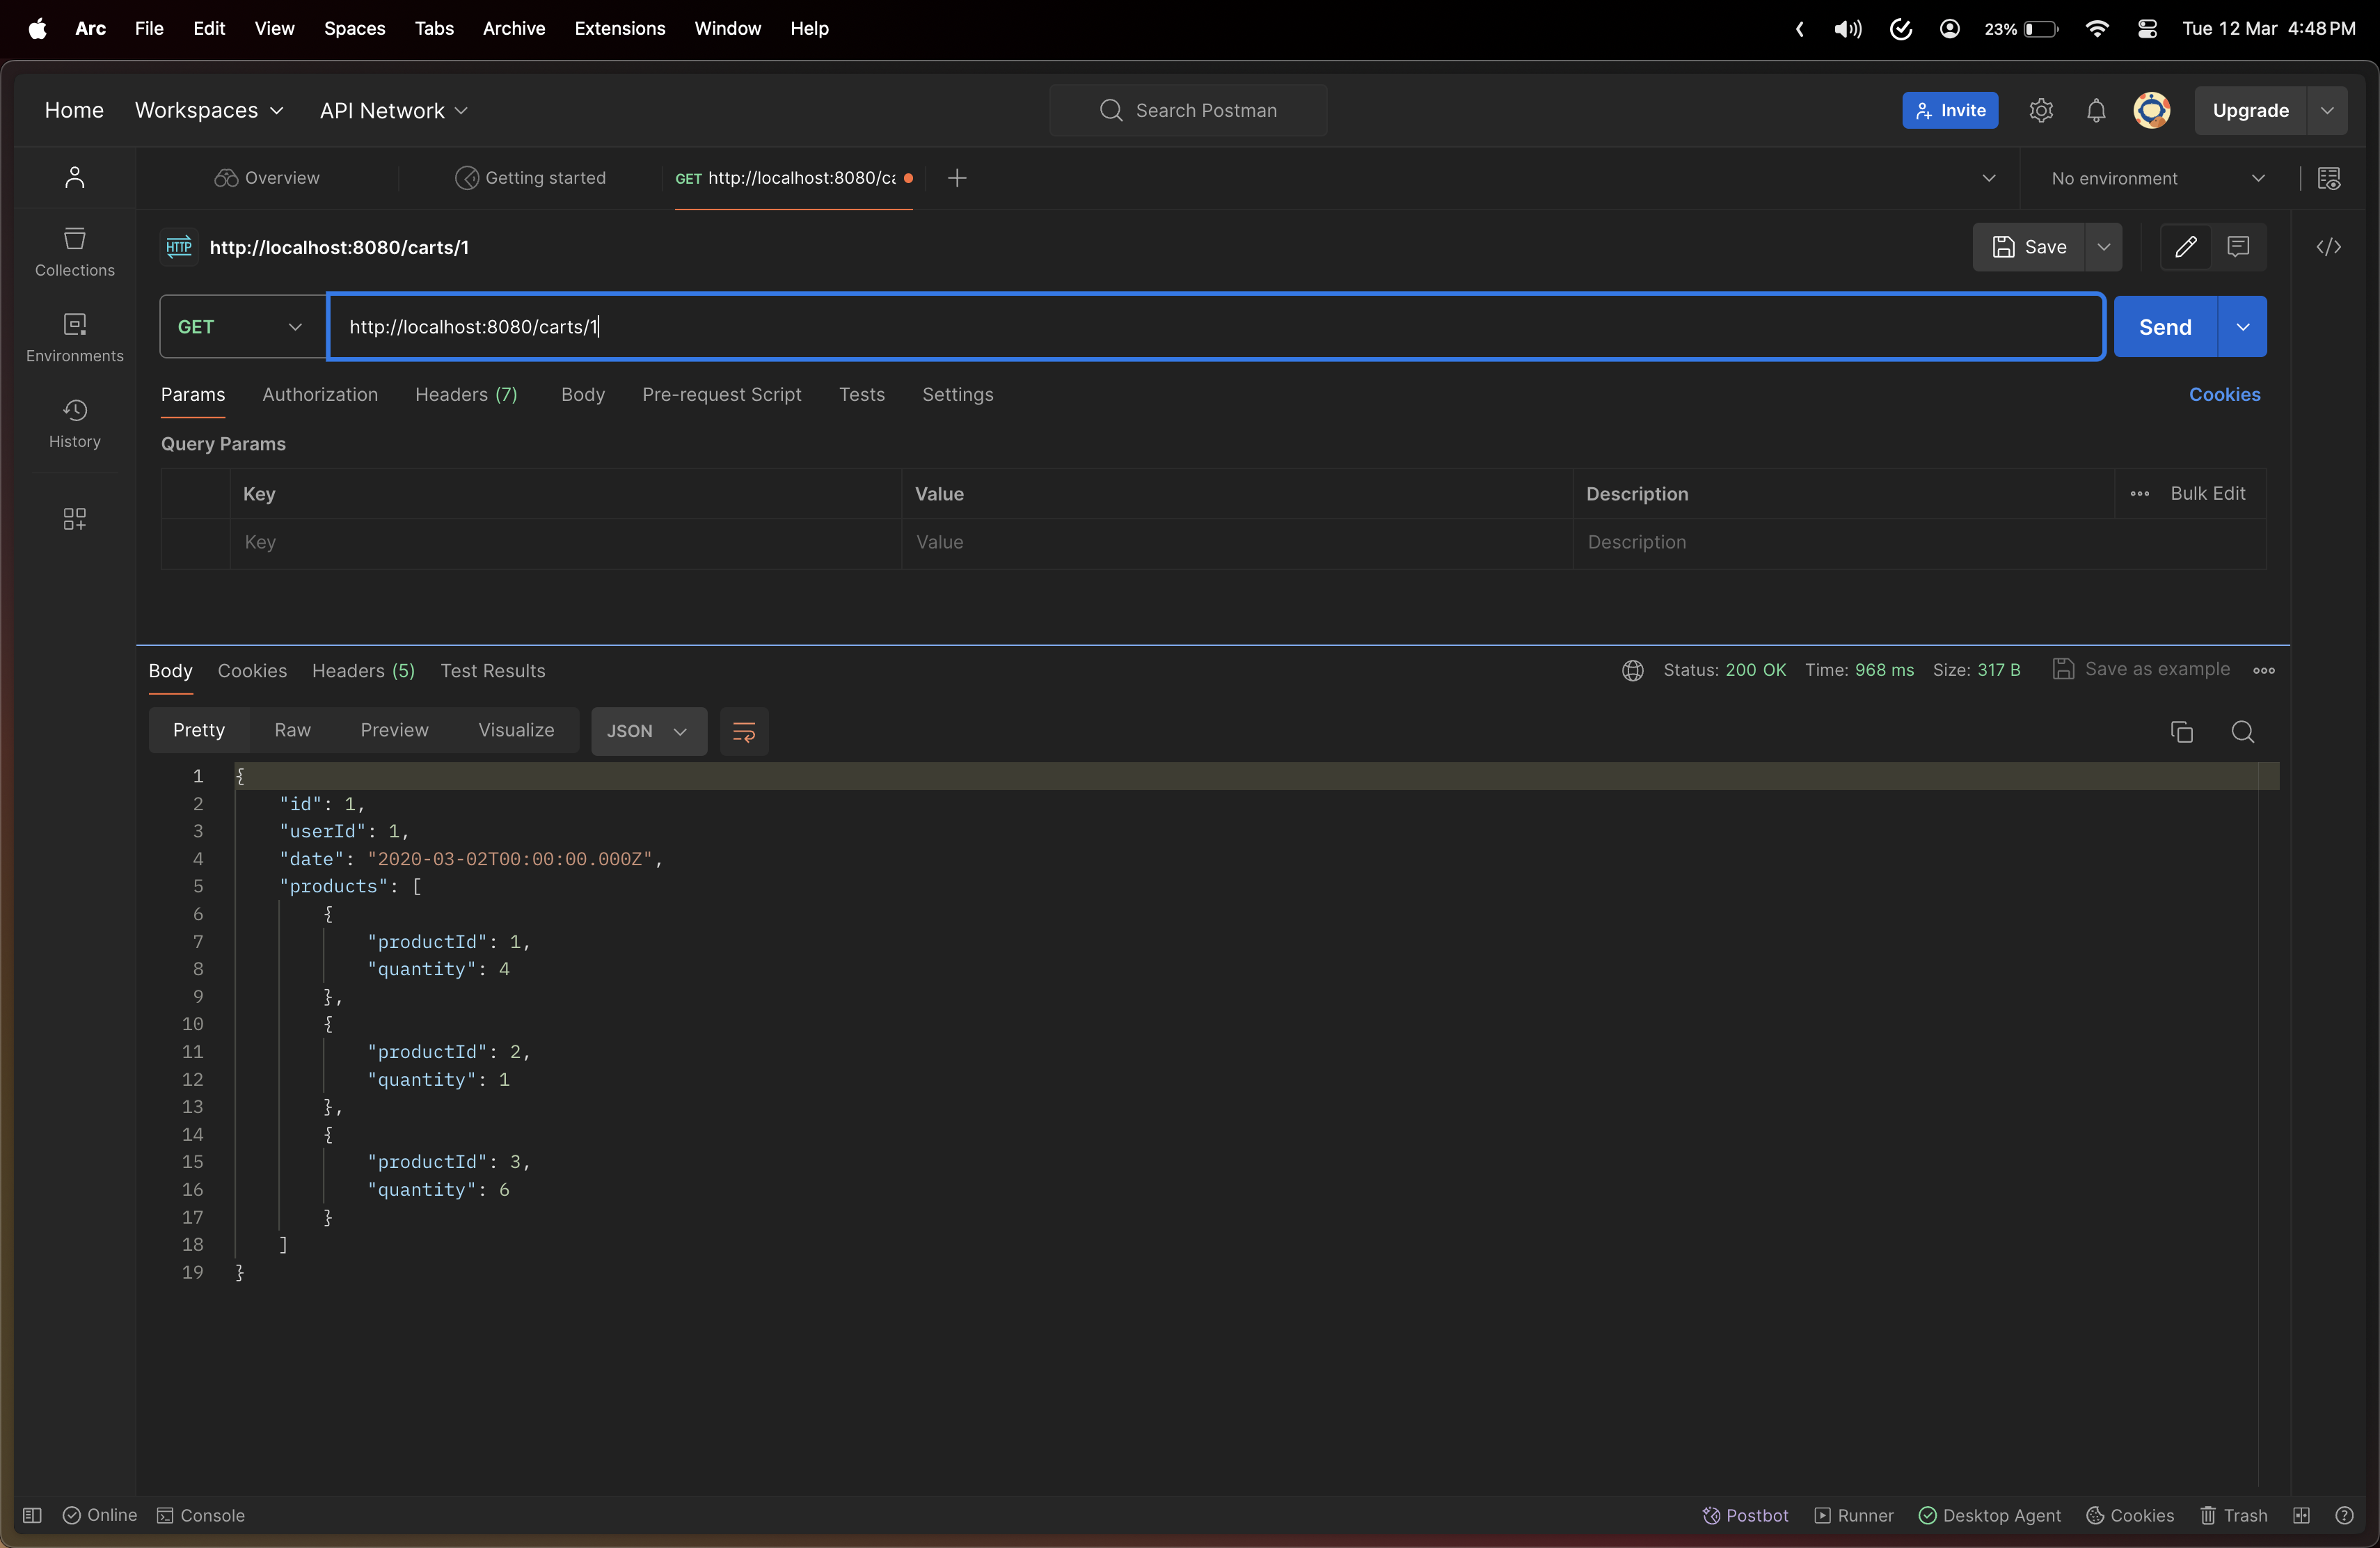 Arc File Edit View Spaces Tabs Archive Extensions Window Help 23% Tue 12 Mar 4:48 PM
Home Workspaces API Network Search Postman Invite Upgrade
Overview Getting started GET http://localhost:8080/ca No environment
HTTP http://localhost:8080/carts/1 Save
Collections
GET http://localhost:8080/carts/1 Send
Environments
Params Authorization Headers (7) Body Pre-request Script Tests Settings Cookies
History
Query Params
Key Value Description Bulk Edit
Key Value Description
Body Cookies Headers (5) Test Results Status: 200 OK Time: 968 ms Size: 317 B Save as example
Pretty Raw Preview Visualize JSON
1 {
2 "id": 1,
3 "userId": 1,
4 "date": "2020-03-02T00:00:00.000Z",
5 "products": [
6 {
7 "productId": 1,
8 "quantity": 4
9 },
10 {
11 "productId": 2,
12 "quantity": 1
13 },
14 {
15 "productId": 3,
16 "quantity": 6
17 }
18 ]
19 }
Online Console Postbot Runner Desktop Agent Cookies Trash